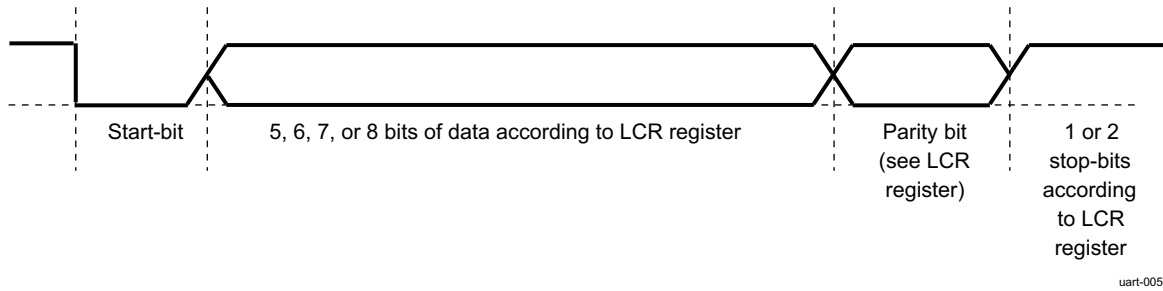 Start-bit
5, 6, 7, or 8 bits of data according to LCR register
Parity bit
(see LCR
register)
1 or 2
stop-bits
according
to LCR
register
uart-005